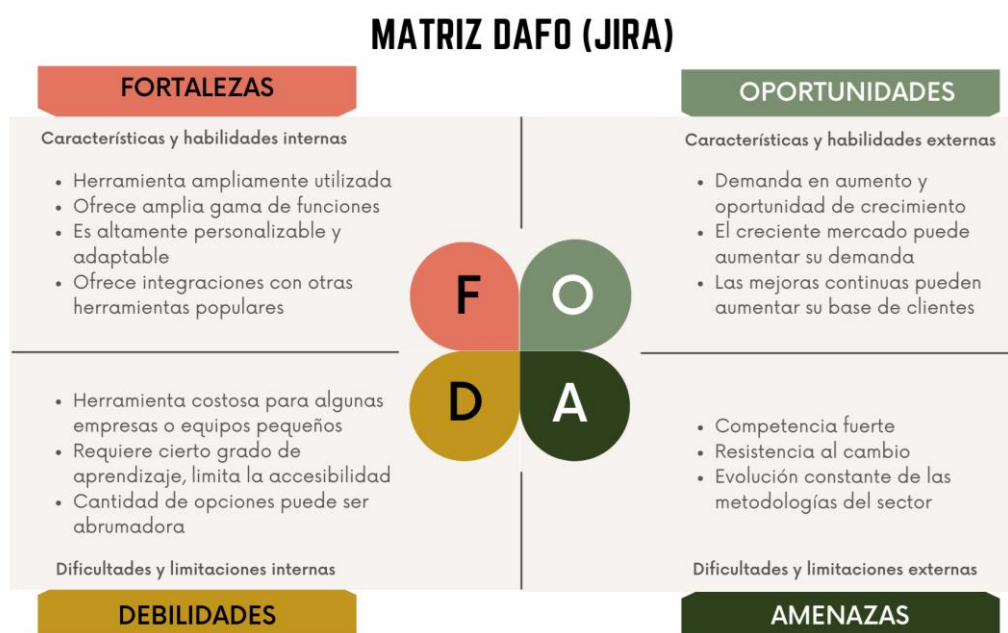 MATRIZ DAFO (JIRA)
FORTALEZAS
Características y habilidades internas
• Herramienta ampliamente utilizada
• Ofrece amplia gama de funciones
• Es altamente personalizable y
adaptable
• Ofrece integraciones con otras
herramientas populares
OPORTUNIDADES
Características y habilidades externas
• Demanda en aumento y
oportunidad de crecimiento
• El creciente mercado puede
aumentar su demanda
• Las mejoras continuas pueden
aumentar su base de clientes
F
O
D
A
• Herramienta costosa para algunas
empresas o equipos pequeños
• Requiere cierto grado de
aprendizaje, limita la accesibilidad
• Cantidad de opciones puede ser
abrumadora
Dificultades y limitaciones internas
DEBILIDADES
• Competencia fuerte
• Resistencia al cambio
• Evolución constante de las
metodologías del sector
Dificultades y limitaciones externas
AMENAZAS